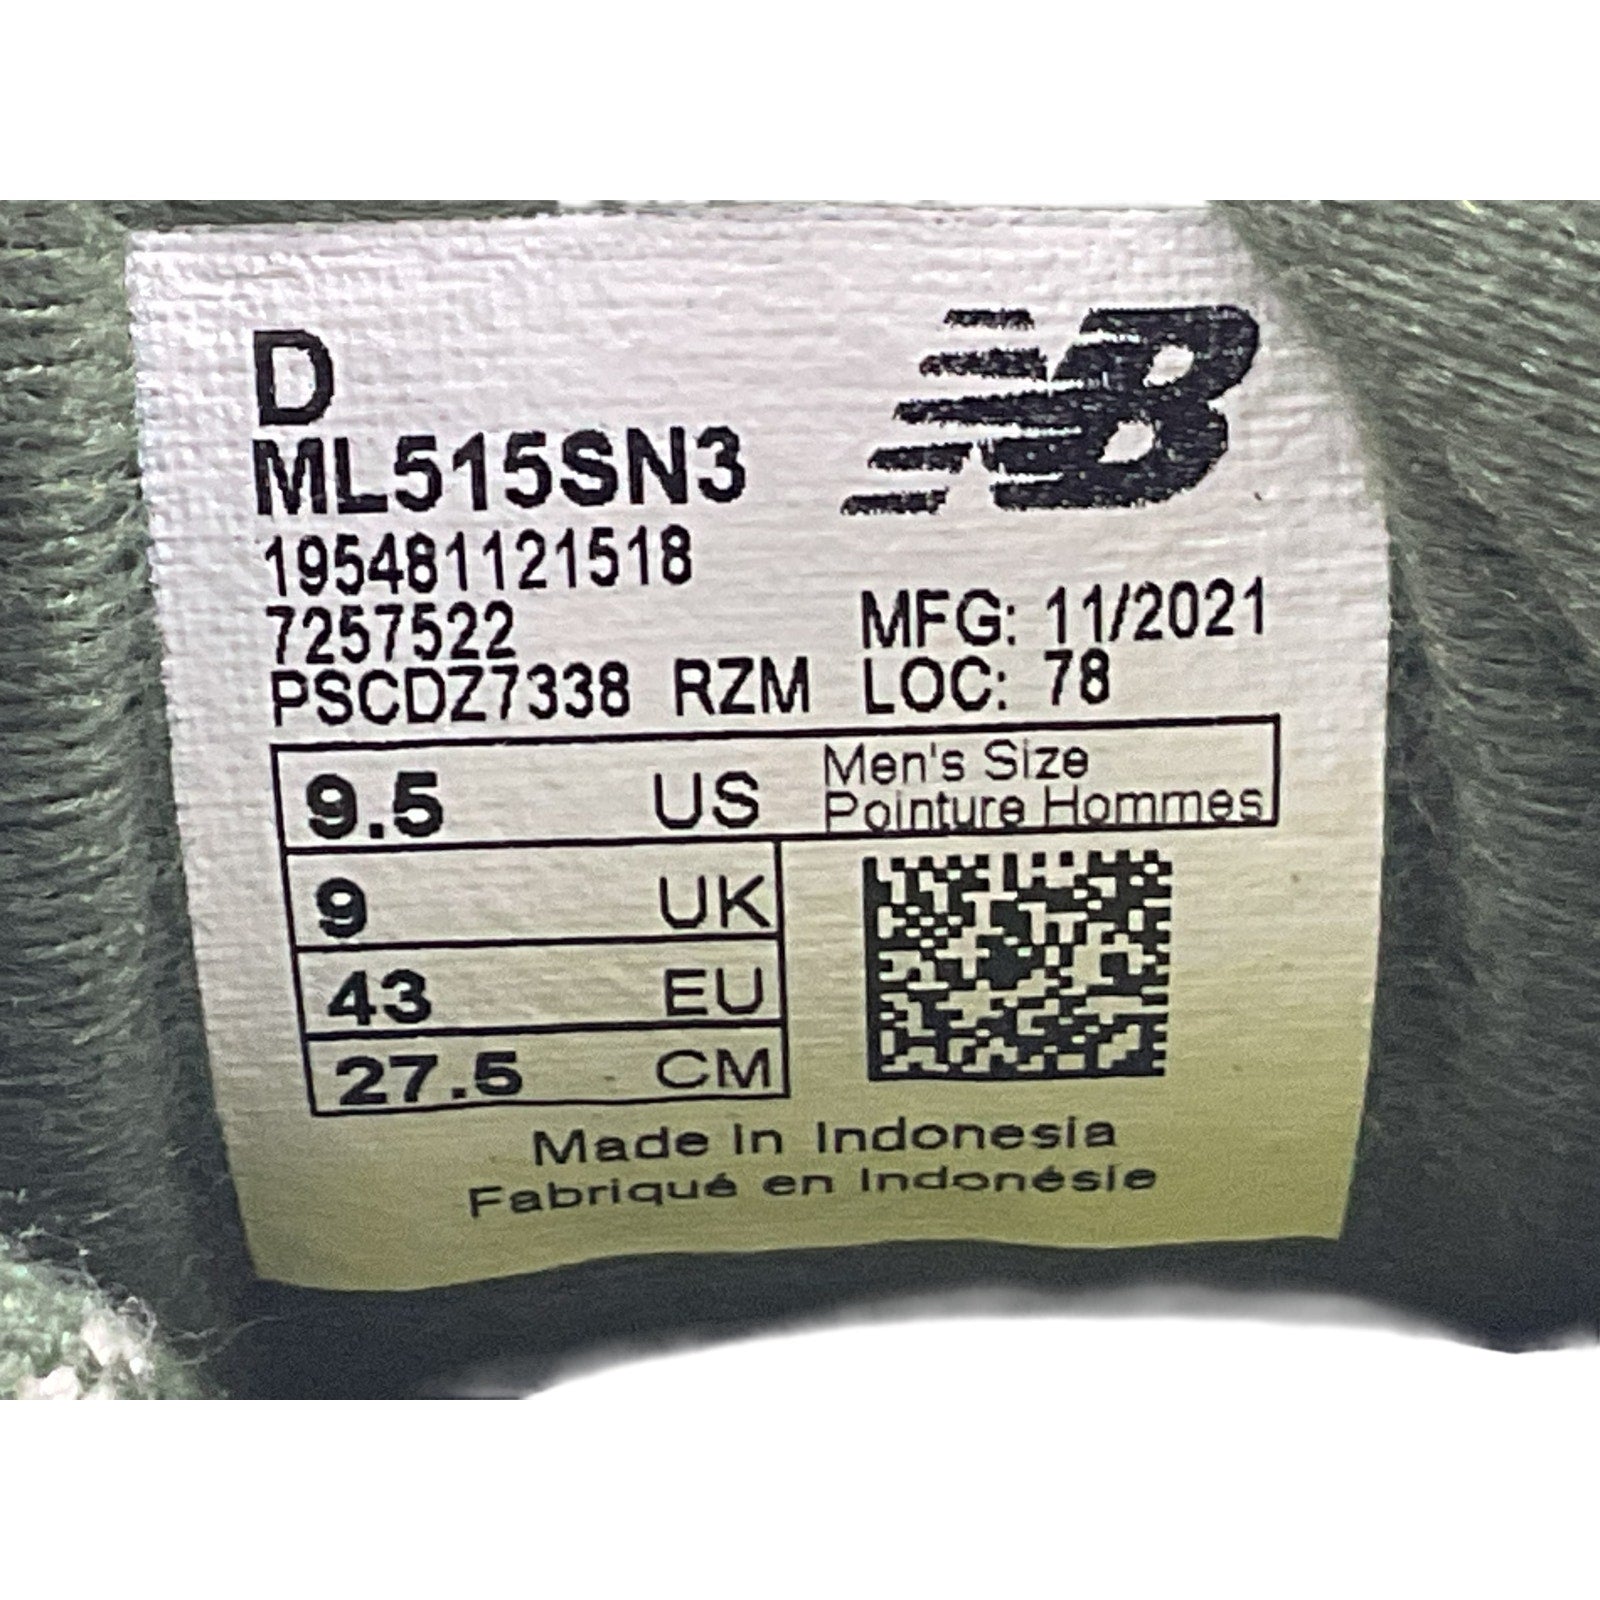 D
ML515SN3
195481121518
7257522 MFG: 11/2021
PSCDZ7338 RZM LOC: 78
9.5 US Men's Size
Pointure Hommes
9 UK
43 EU
27.5 CM
Made in Indonesia
Fabriqué en Indonésie